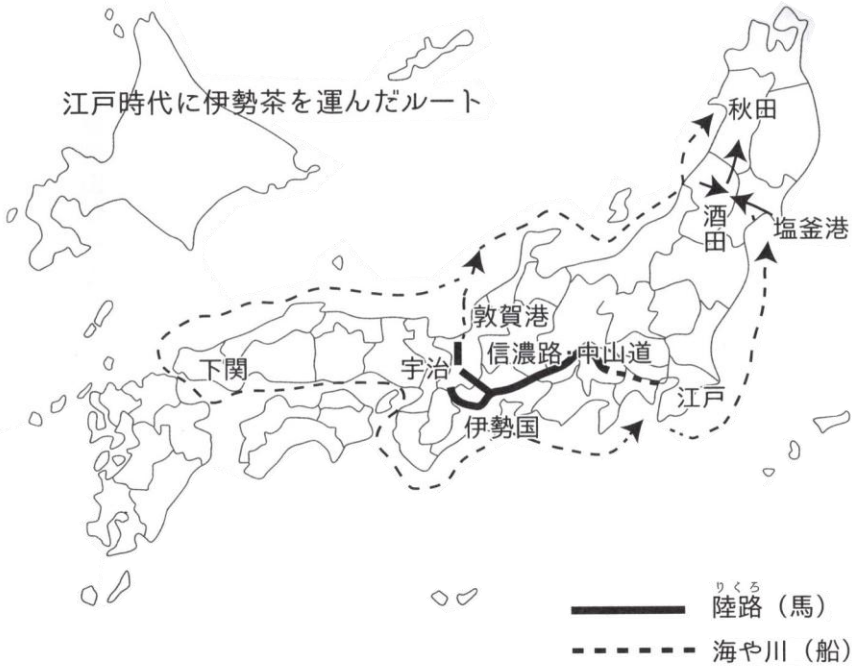 江戸時代に伊勢茶を運んだルート
秋田
酒田
塩釜港
敦賀港
信濃路・中山道
下関
宇治
江戸
伊勢国
りくろ
陸路（馬）
海や川（船）